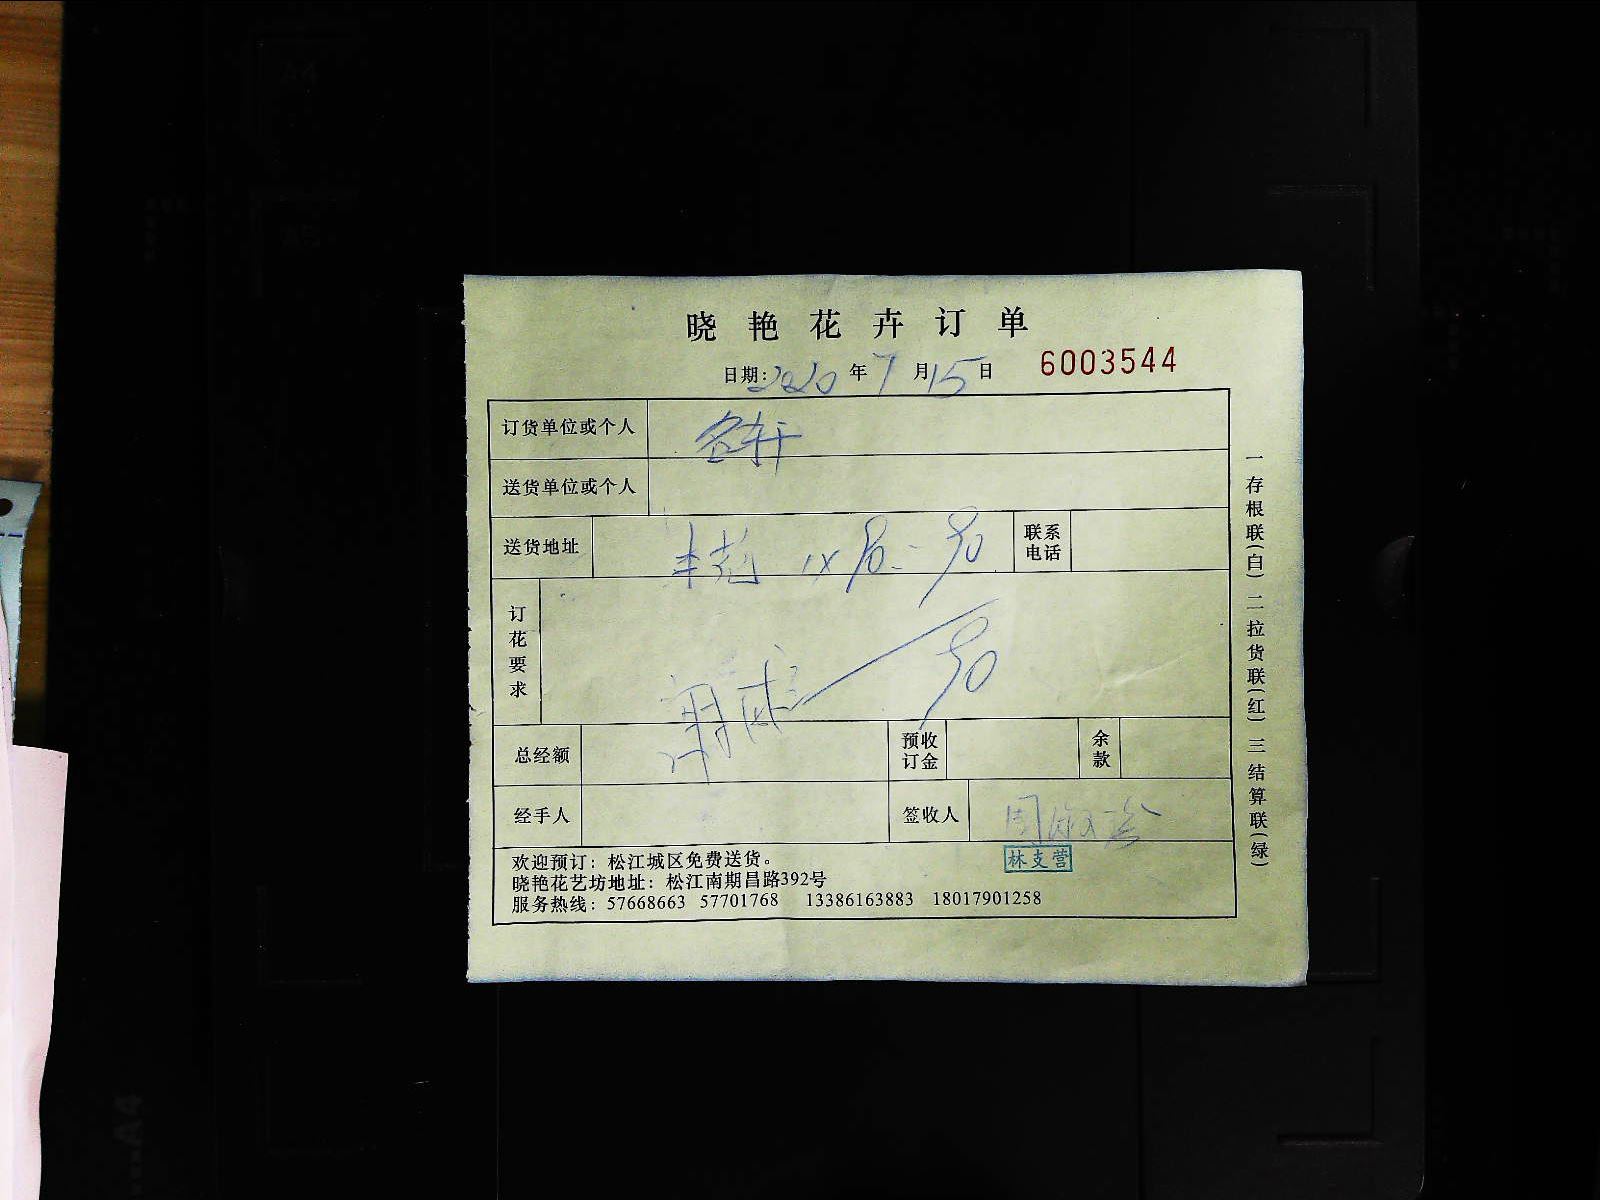 晓艳花卉订单
日期:2020年7月15日 6003544
订货单位或个人 名轩
送货单位或个人
送货地址 联系电话
订花要求
总经额 预收订金 余款
经手人 签收人 周淑珍
林支营
欢迎预订：松江城区免费送货。
晓艳花艺坊地址：松江南期昌路392号
服务热线：57668663 57701768 13386163883 18017901258
一存根联(白) 二拉货联(红) 三结算联(绿)
A4